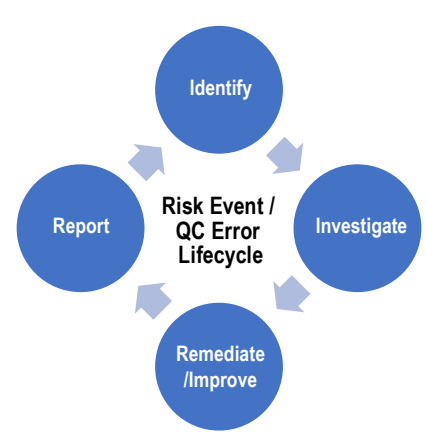 Identify
Risk Event /
QC Error
Lifecycle
Investigate
Remediate
/Improve
Report